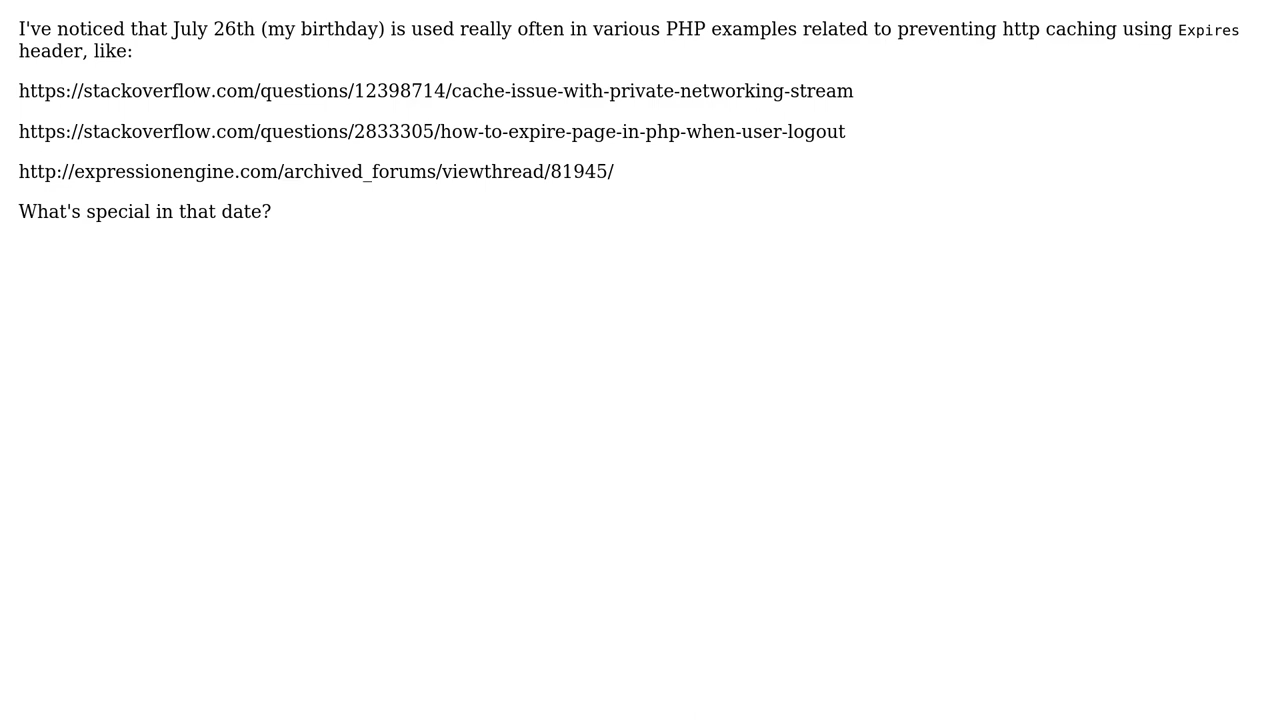 I've noticed that July 26th (my birthday) is used really often in various PHP examples related to preventing http caching using Expires
header, like:
https://stackoverflow.com/questions/12398714/cache-issue-with-private-networking-stream
https://stackoverflow.com/questions/2833305/how-to-expire-page-in-php-when-user-logout
http://expressionengine.com/archived_forums/viewthread/81945/
What's special in that date?